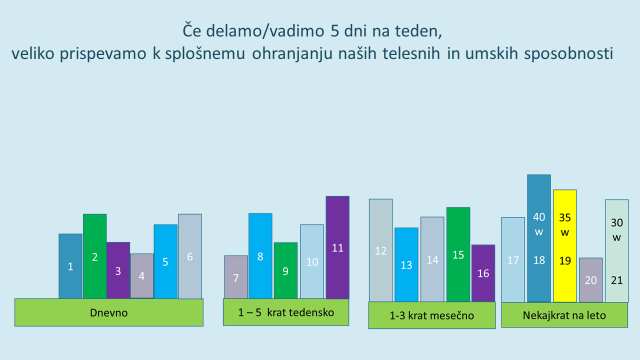 Če delamo/vadimo 5 dni na teden,
veliko prispevamo k splošnemu ohranjanju naših telesnih in umskih sposobnosti
1
2
3
4
5
6
Dnevno
7
8
9
10
11
1 – 5 krat tedensko
12
13
14
15
16
1-3 krat mesečno
17
40
w
18
35
w
19
20
30
w
21
Nekajkrat na leto